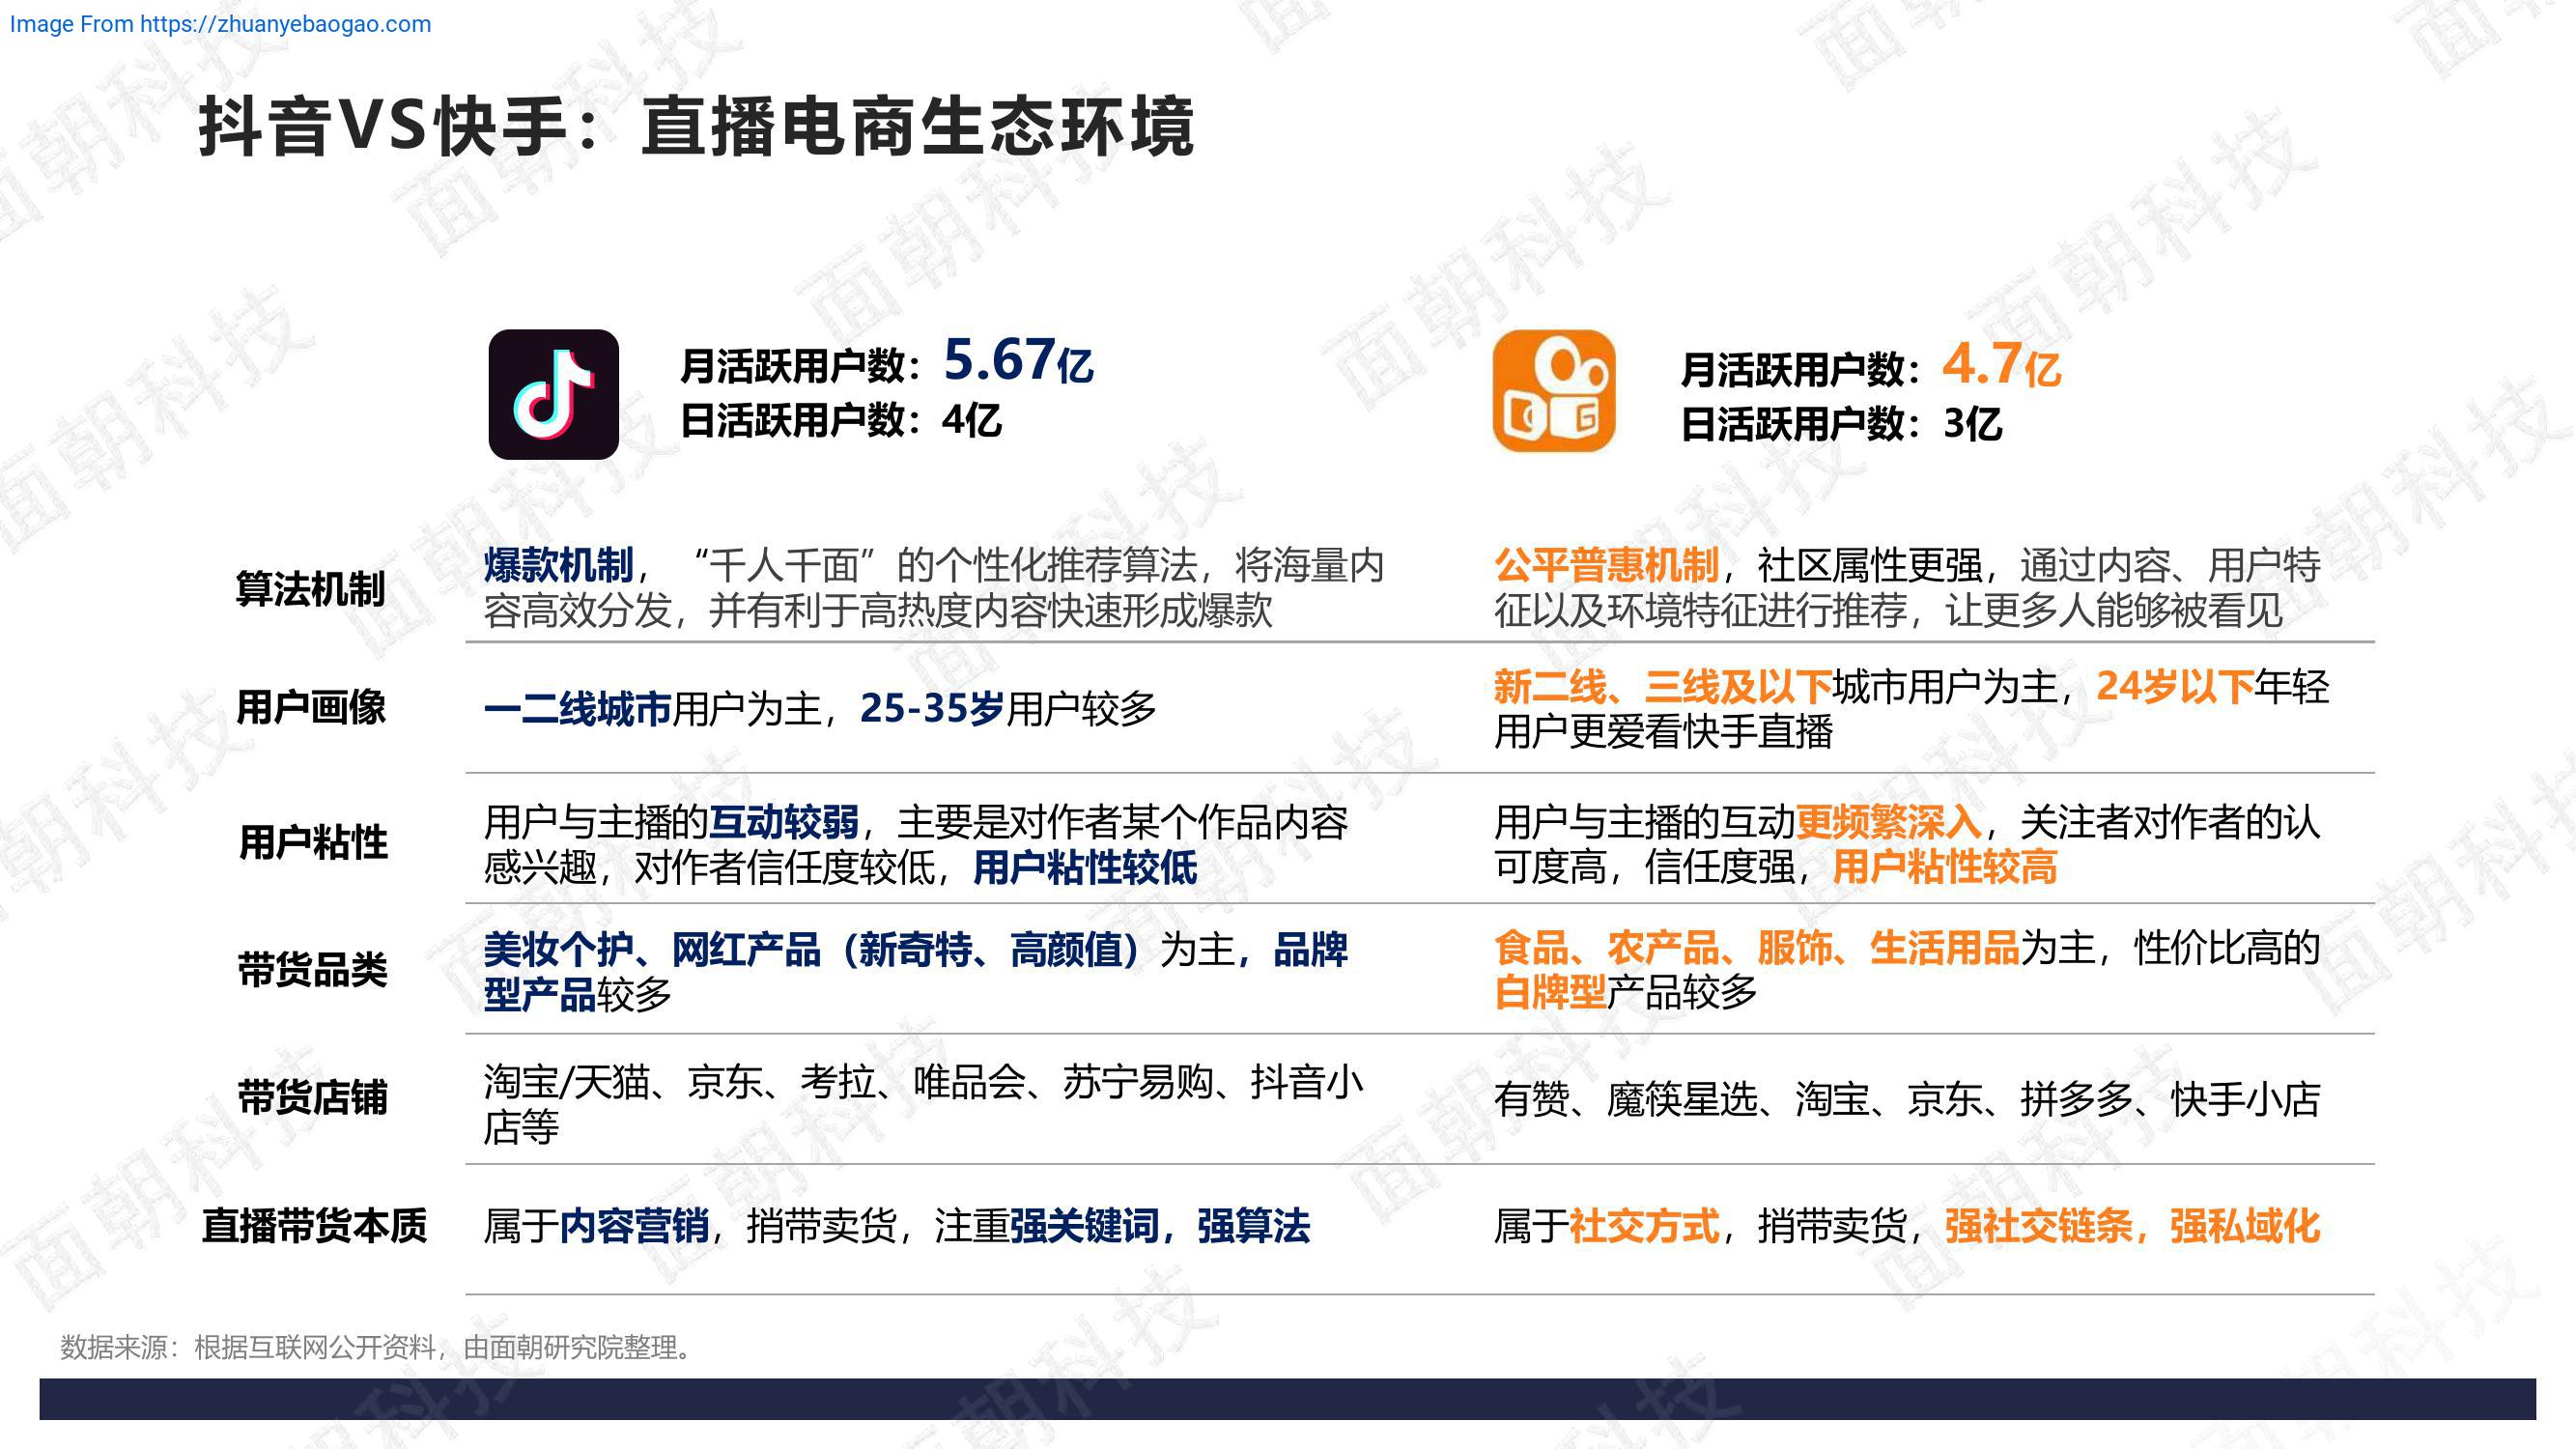 Image From https://zhuanyebaogao.com
抖音VS快手：直播电商生态环境
月活跃用户数：5.67亿
日活跃用户数：4亿
月活跃用户数：4.7亿
日活跃用户数：3亿
算法机制
爆款机制，“千人千面”的个性化推荐算法，将海量内
容高效分发，并有利于高热度内容快速形成爆款
公平普惠机制，社区属性更强，通过内容、用户特
征以及环境特征进行推荐，让更多人能够被看见
用户画像
一二线城市用户为主，25-35岁用户较多
新二线、三线及以下城市用户为主，24岁以下年轻
用户更爱看快手直播
用户粘性
用户与主播的互动较弱，主要是对作者某个作品内容
感兴趣，对作者信任度较低，用户粘性较低
用户与主播的互动更频繁深入，关注者对作者的认
可度高，信任度强，用户粘性较高
带货品类
美妆个护、网红产品（新奇特、高颜值）为主，品牌
型产品较多
食品、农产品、服饰、生活用品为主，性价比高的
白牌型产品较多
带货店铺
淘宝/天猫、京东、考拉、唯品会、苏宁易购、抖音小
店等
有赞、魔筷星选、淘宝、京东、拼多多、快手小店
直播带货本质
属于内容营销，捎带卖货，注重强关键词，强算法
属于社交方式，捎带卖货，强社交链条，强私域化
数据来源：根据互联网公开资料，由面朝研究院整理。
面朝科技